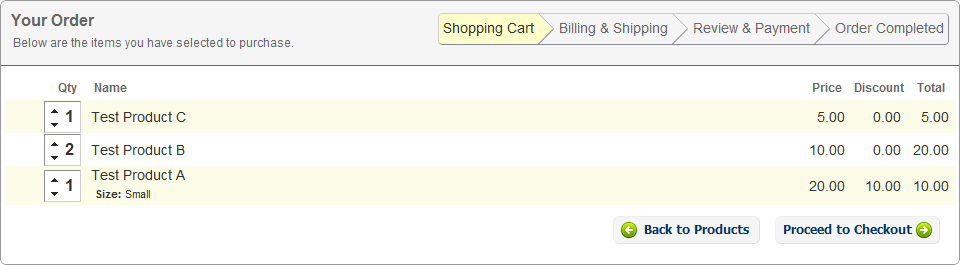 Your Order
Below are the items you have selected to purchase.
Shopping Cart Billing & Shipping Review & Payment Order Completed
Qty Name Price Discount Total
1 Test Product C 5.00 0.00 5.00
2 Test Product B 10.00 0.00 20.00
1 Test Product A 20.00 10.00 10.00
Size: Small
Back to Products Proceed to Checkout